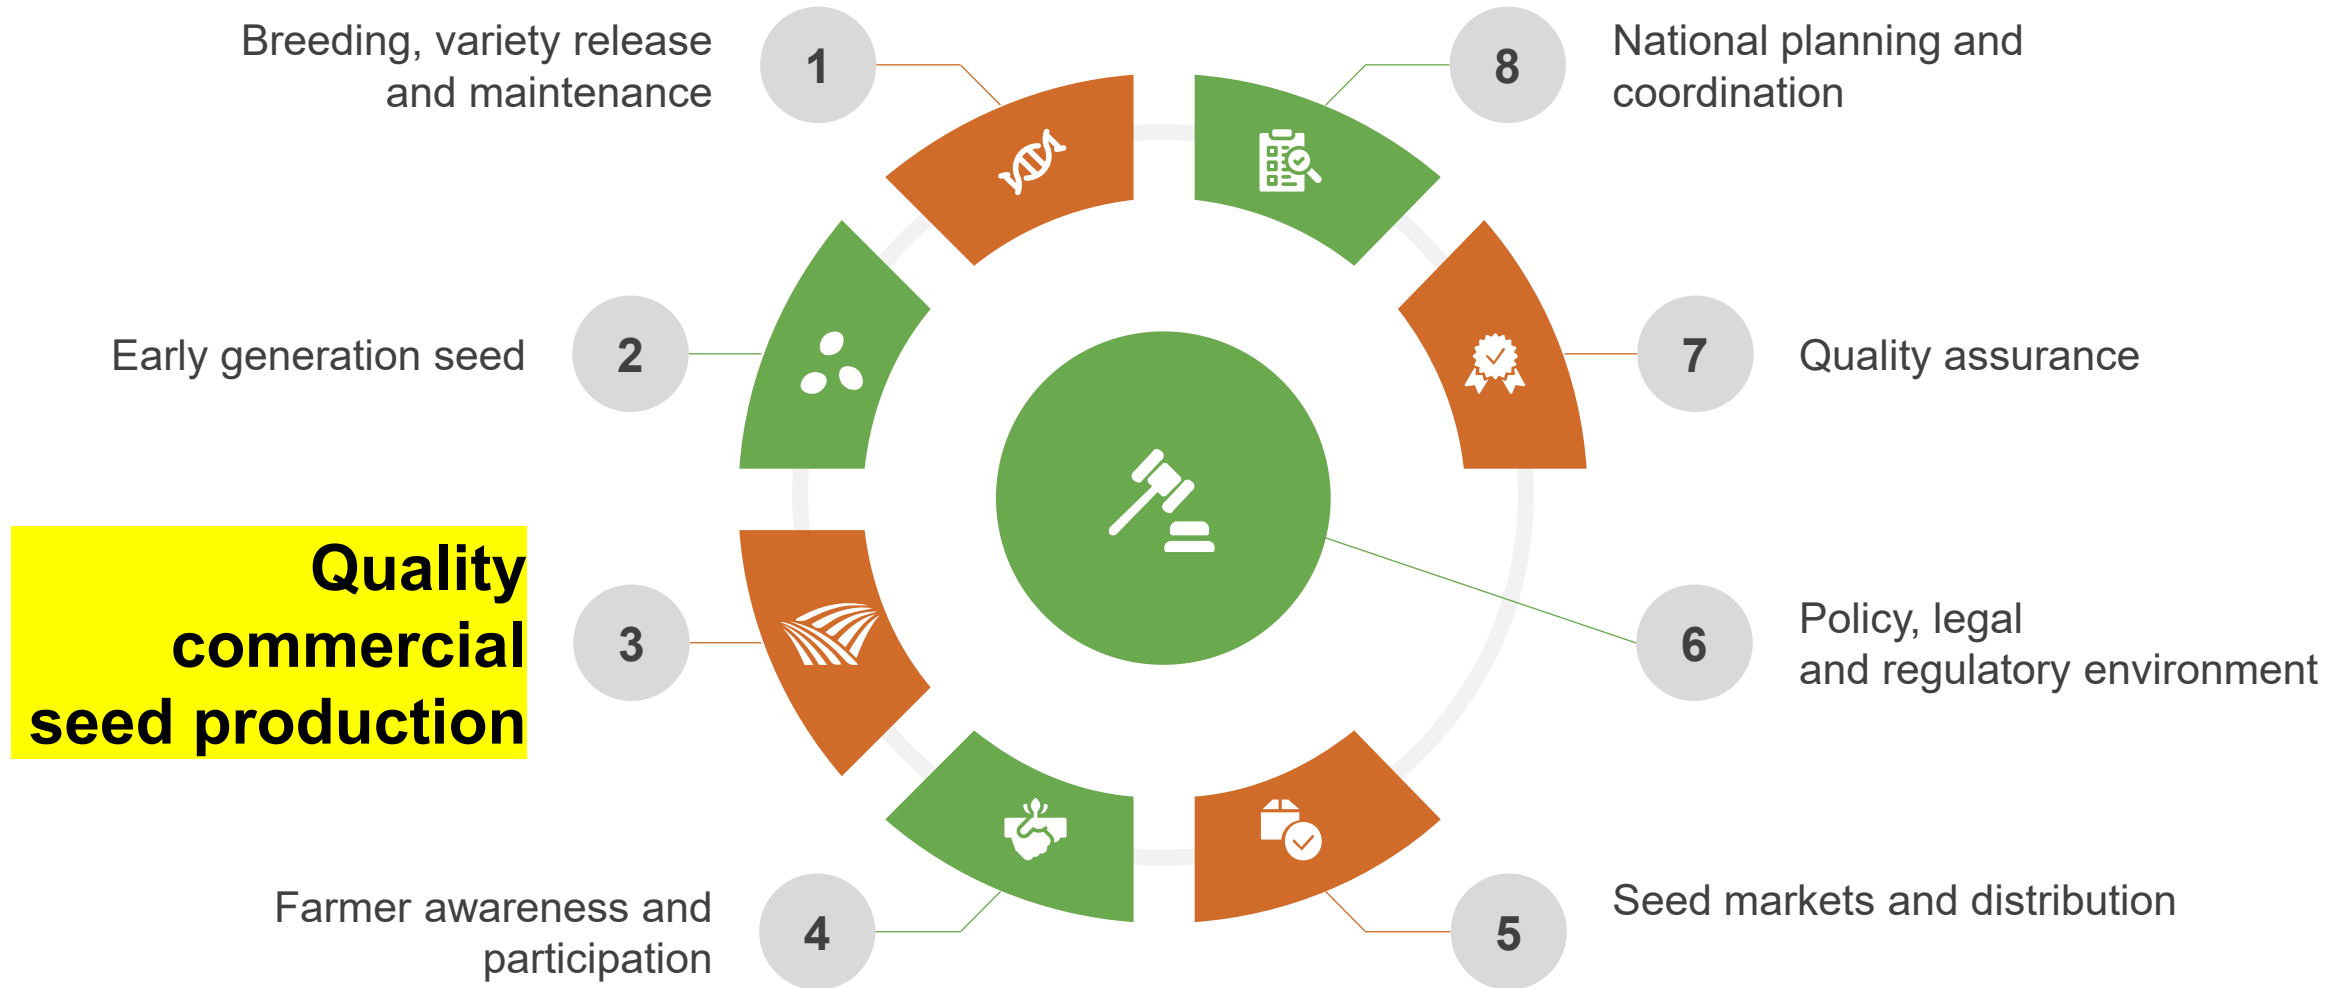 1
Breeding, variety release
and maintenance
2
Early generation seed
3
Quality
commercial
seed production
4
Farmer awareness and
participation
5
Seed markets and distribution
6
Policy, legal
and regulatory environment
7
Quality assurance
8
National planning and
coordination